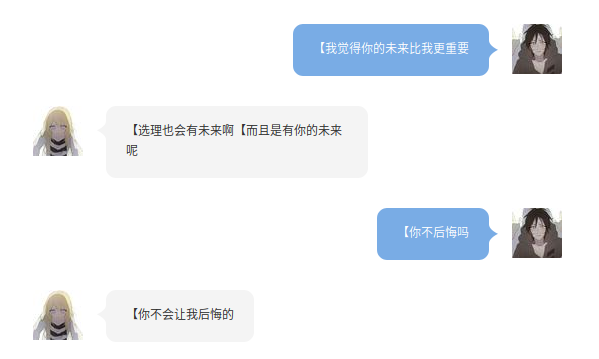 【我觉得你的未来比我更重要
【选理也会有未来啊【而且是有你的未来
呢
【你不后悔吗
【你不会让我后悔的